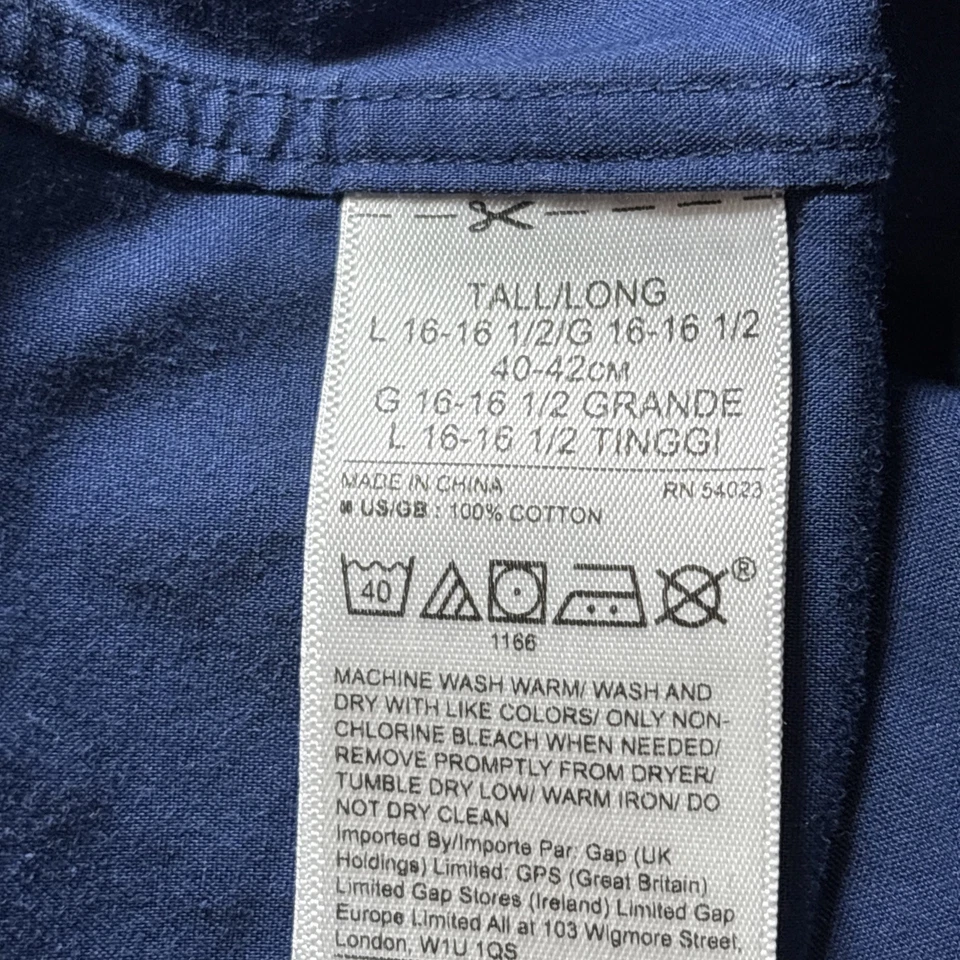 TALL/LONG
L 16-16 1/2/G 16-16 1/2
40-42CM
G 16-16 1/2 GRANDE
L 16-16 1/2 TINGGI
MADE IN CHINA RN 54023
US/GB : 100% COTTON
40
®
1166
MACHINE WASH WARM/ WASH AND
DRY WITH LIKE COLORS/ ONLY NON-
CHLORINE BLEACH WHEN NEEDED/
REMOVE PROMPTLY FROM DRYER/
TUMBLE DRY LOW/ WARM IRON/ DO
NOT DRY CLEAN
Imported By/Importe Par: Gap (UK
Holdings) Limited; GPS (Great Britain)
Limited Gap Stores (Ireland) Limited Gap
Europe Limited All at 103 Wigmore Street,
London, W1U 1QS